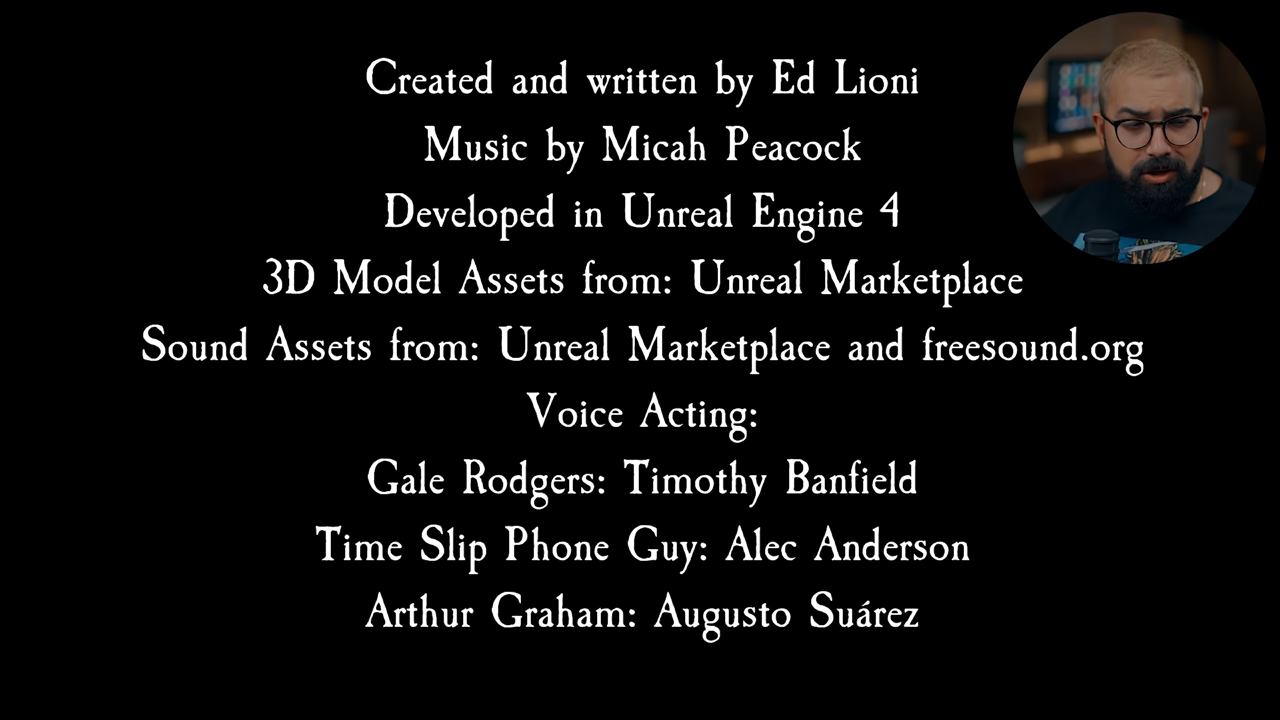 Created and written by Ed Lioni
Music by Micah Peacock
Developed in Unreal Engine 4
3D Model Assets from: Unreal Marketplace
Sound Assets from: Unreal Marketplace and freesound.org
Voice Acting:
Gale Rodgers: Timothy Banfield
Time Slip Phone Guy: Alec Anderson
Arthur Graham: Augusto Suárez